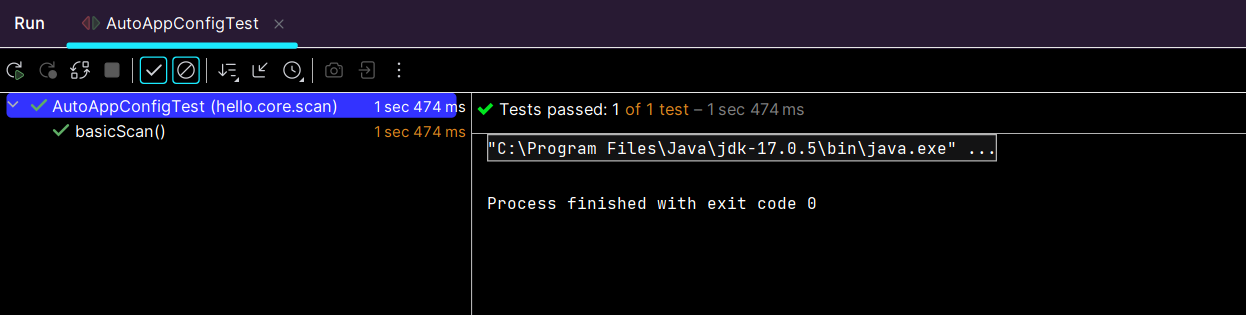 Run AutoAppConfigTest
AutoAppConfigTest (hello.core.scan) 1 sec 474 ms
basicScan() 1 sec 474 ms
Tests passed: 1 of 1 test – 1 sec 474 ms
"C:\Program Files\Java\jdk-17.0.5\bin\java.exe" ...
Process finished with exit code 0